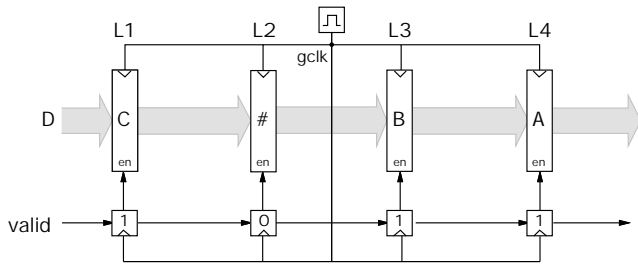 L1 L2 L3 L4
gclk
D C # B A
en en en en
valid 1 0 1 1